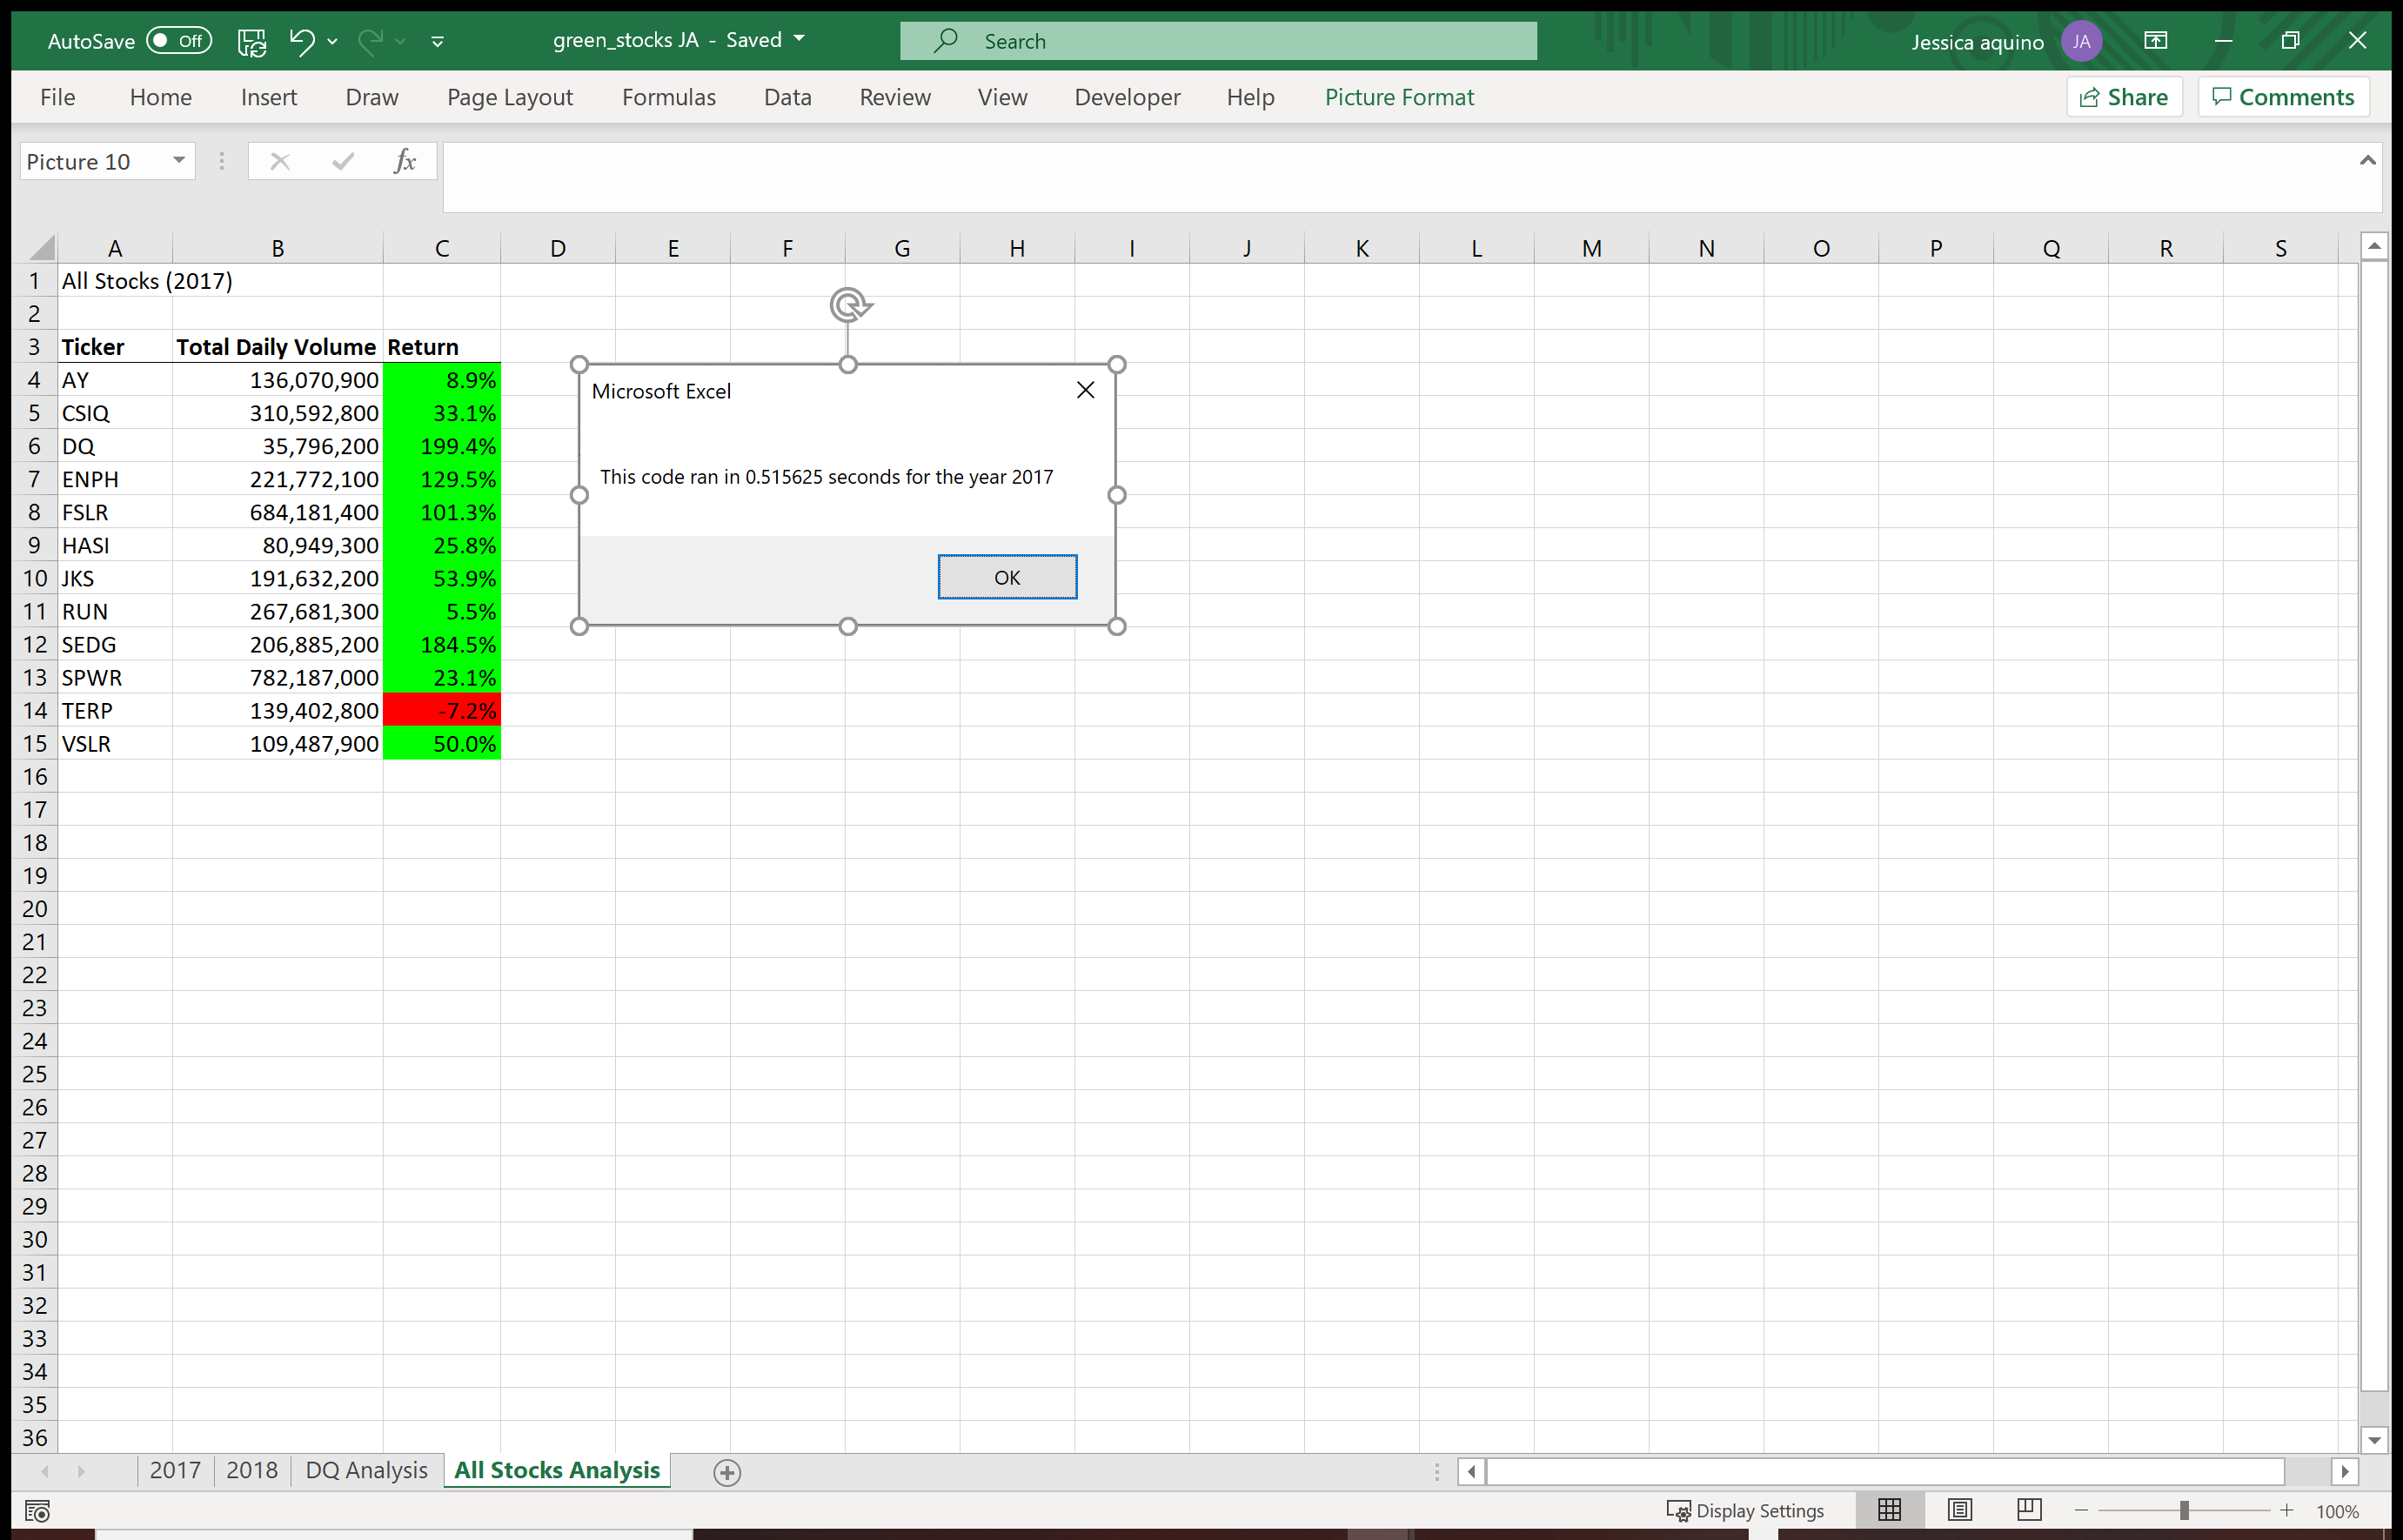 AutoSave Off green_stocks JA - Saved Search Jessica aquino JA
File Home Insert Draw Page Layout Formulas Data Review View Developer Help Picture Format Share Comments
Picture 10 fx
A B C D E F G H I J K L M N O P Q R S
1 All Stocks (2017)
2
3 Ticker Total Daily Volume Return
4 AY 136,070,900 8.9%
5 CSIQ 310,592,800 33.1%
6 DQ 35,796,200 199.4%
7 ENPH 221,772,100 129.5%
8 FSLR 684,181,400 101.3%
9 HASI 80,949,300 25.8%
10 JKS 191,632,200 53.9%
11 RUN 267,681,300 5.5%
12 SEDG 206,885,200 184.5%
13 SPWR 782,187,000 23.1%
14 TERP 139,402,800 -7.2%
15 VSLR 109,487,900 50.0%
Microsoft Excel
This code ran in 0.515625 seconds for the year 2017
OK
16
17
18
19
20
21
22
23
24
25
26
27
28
29
30
31
32
33
34
35
36
2017 2018 DQ Analysis All Stocks Analysis
Display Settings 100%